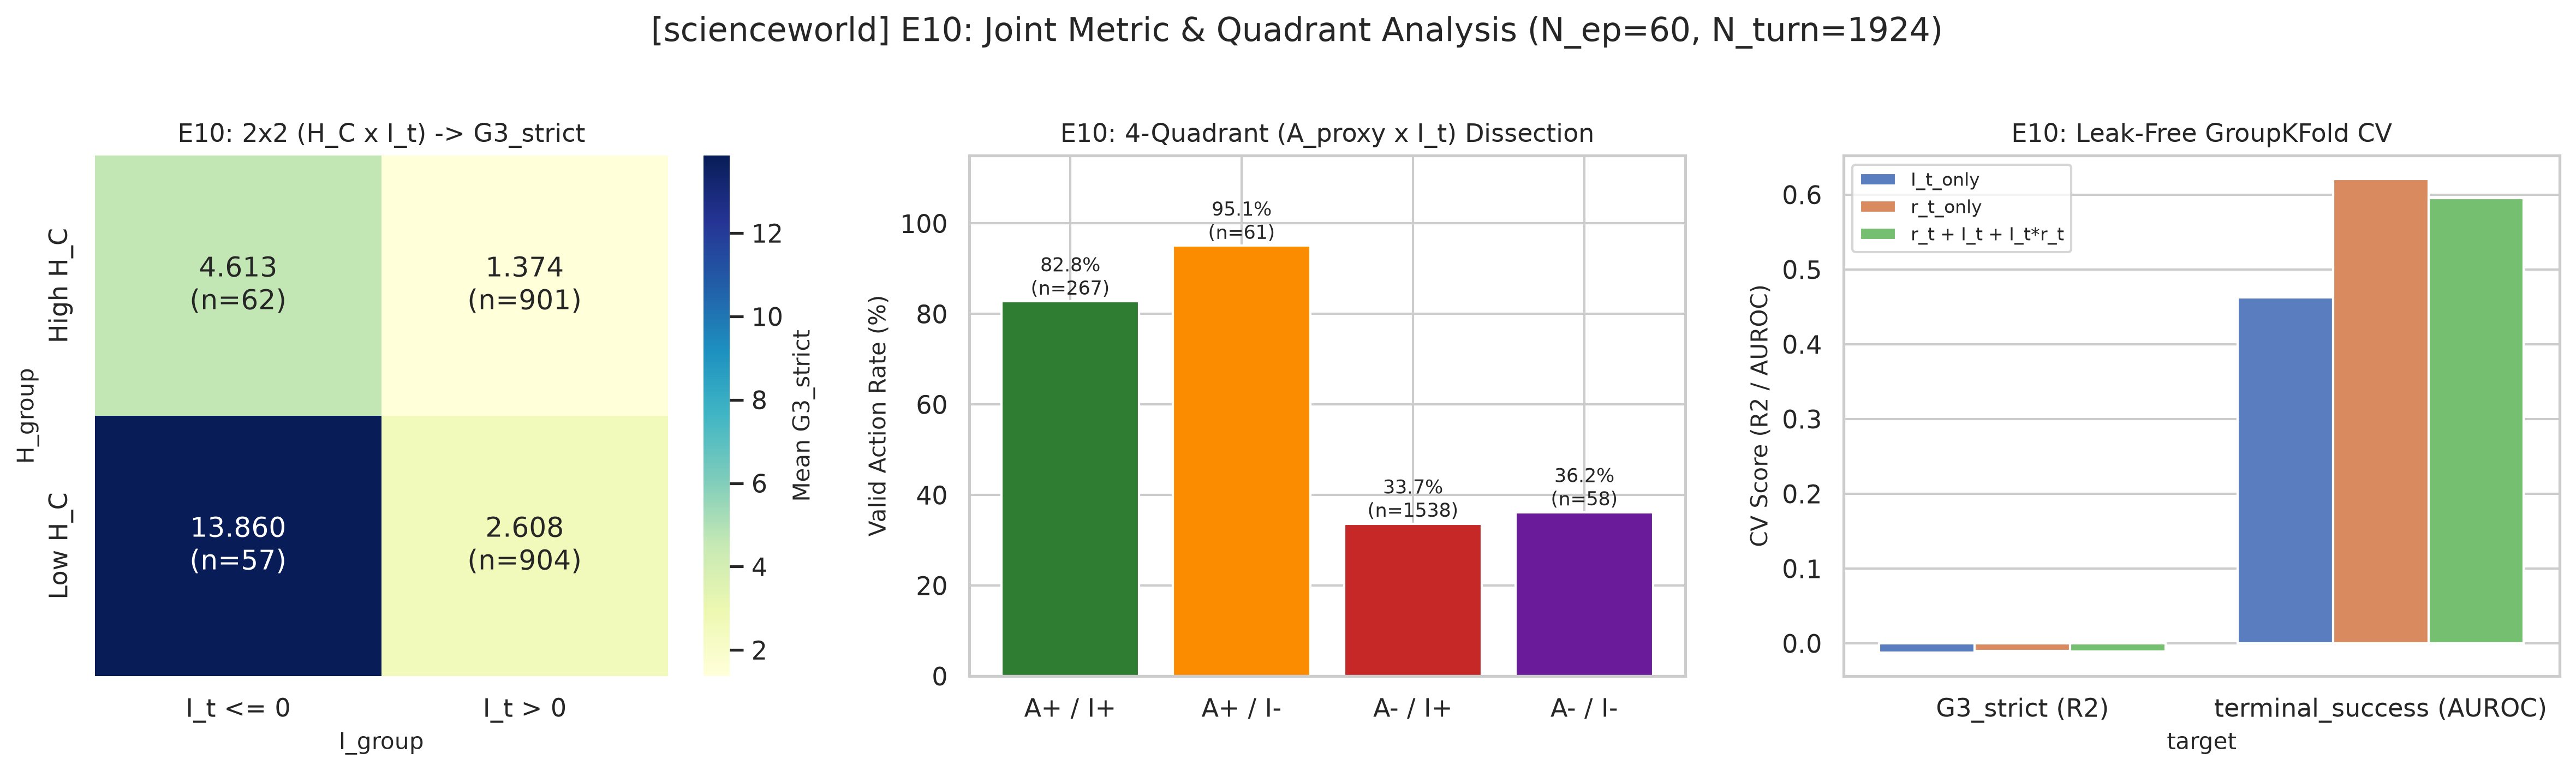 [scienceworld] E10: Joint Metric & Quadrant Analysis (N_ep=60, N_turn=1924)
E10: 2x2 (H_C x I_t) -> G3_strict
H_group
High H_C
Low H_C
4.613
(n=62)
1.374
(n=901)
13.860
(n=57)
2.608
(n=904)
I_t <= 0
I_t > 0
I_group
12
10
8
6
4
2
Mean G3_strict
E10: 4-Quadrant (A_proxy x I_t) Dissection
Valid Action Rate (%)
100
80
60
40
20
0
82.8%
(n=267)
95.1%
(n=61)
33.7%
(n=1538)
36.2%
(n=58)
A+ / I+
A+ / I-
A- / I+
A- / I-
E10: Leak-Free GroupKFold CV
CV Score (R2 / AUROC)
0.6
0.5
0.4
0.3
0.2
0.1
0.0
I_t_only
r_t_only
r_t + I_t + I_t*r_t
G3_strict (R2)
terminal_success (AUROC)
target